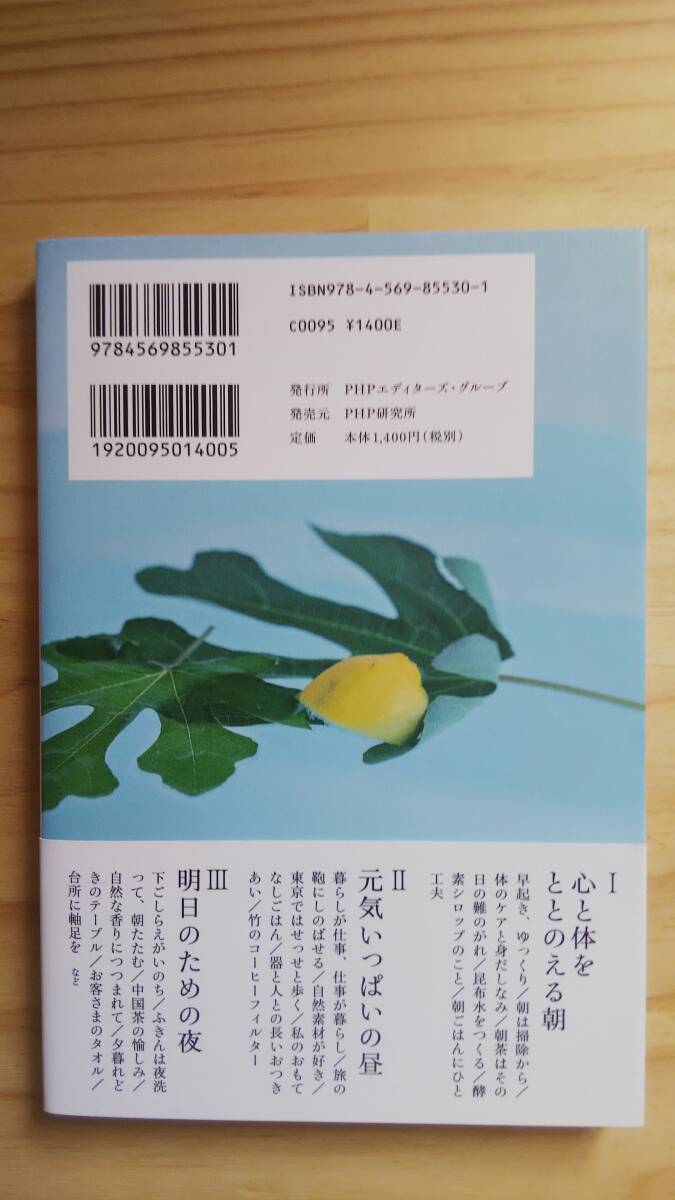 ISBN978-4-569-85530-1
C0095 ¥1400E
9784569855301
1920095014005
発行所 PHPエディターズ・グループ
発売元 PHP研究所
定価 本体1,400円(税別)
I
心と体を
ととのえる朝
早起き、ゆっくり/朝は掃除から/
体のケアと身だしなみ/朝茶はその
日の難のがれ/昆布水をつくる/酵
素シロップのこと/朝ごはんにひと
工夫
II
元気いっぱいの昼
暮らしが仕事、仕事が暮らし/旅の
鞄にしのばせる/自然素材が好き/
東京ではせっせと歩く/私のおもて
なしごはん/器と人との長いおつき
あい/竹のコーヒーフィルター
III
明日のための夜
下ごしらえがいのち/ふきんは夜洗
って、朝たたむ/中国茶の愉しみ/
自然な香りにつつまれて/夕暮れど
きのテーブル/お客さまのタオル/
台所に軸足を など